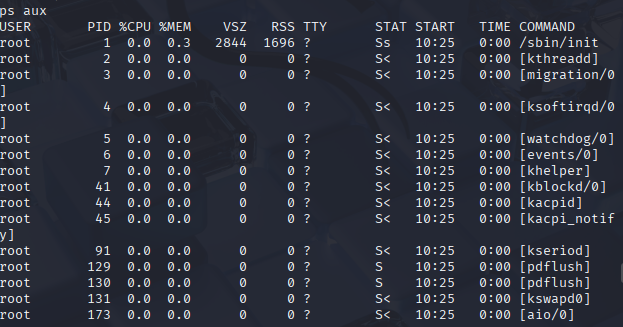 ps aux
USER       PID %CPU %MEM    VSZ   RSS TTY      STAT START   TIME COMMAND
root         1  0.0  0.3   2844  1696 ?        Ss   10:25   0:00 /sbin/init
root         2  0.0  0.0      0     0 ?        S<   10:25   0:00 [kthreadd]
root         3  0.0  0.0      0     0 ?        S<   10:25   0:00 [migration/0
]
root         4  0.0  0.0      0     0 ?        S<   10:25   0:00 [ksoftirqd/0
]
root         5  0.0  0.0      0     0 ?        S<   10:25   0:00 [watchdog/0]
root         6  0.0  0.0      0     0 ?        S<   10:25   0:00 [events/0]
root         7  0.0  0.0      0     0 ?        S<   10:25   0:00 [khelper]
root        41  0.0  0.0      0     0 ?        S<   10:25   0:00 [kblockd/0]
root        44  0.0  0.0      0     0 ?        S<   10:25   0:00 [kacpid]
root        45  0.0  0.0      0     0 ?        S<   10:25   0:00 [kacpi_notif
y]
root        91  0.0  0.0      0     0 ?        S<   10:25   0:00 [kseriod]
root       129  0.0  0.0      0     0 ?        S    10:25   0:00 [pdflush]
root       130  0.0  0.0      0     0 ?        S    10:25   0:00 [pdflush]
root       131  0.0  0.0      0     0 ?        S<   10:25   0:00 [kswapd0]
root       173  0.0  0.0      0     0 ?        S<   10:25   0:00 [aio/0]